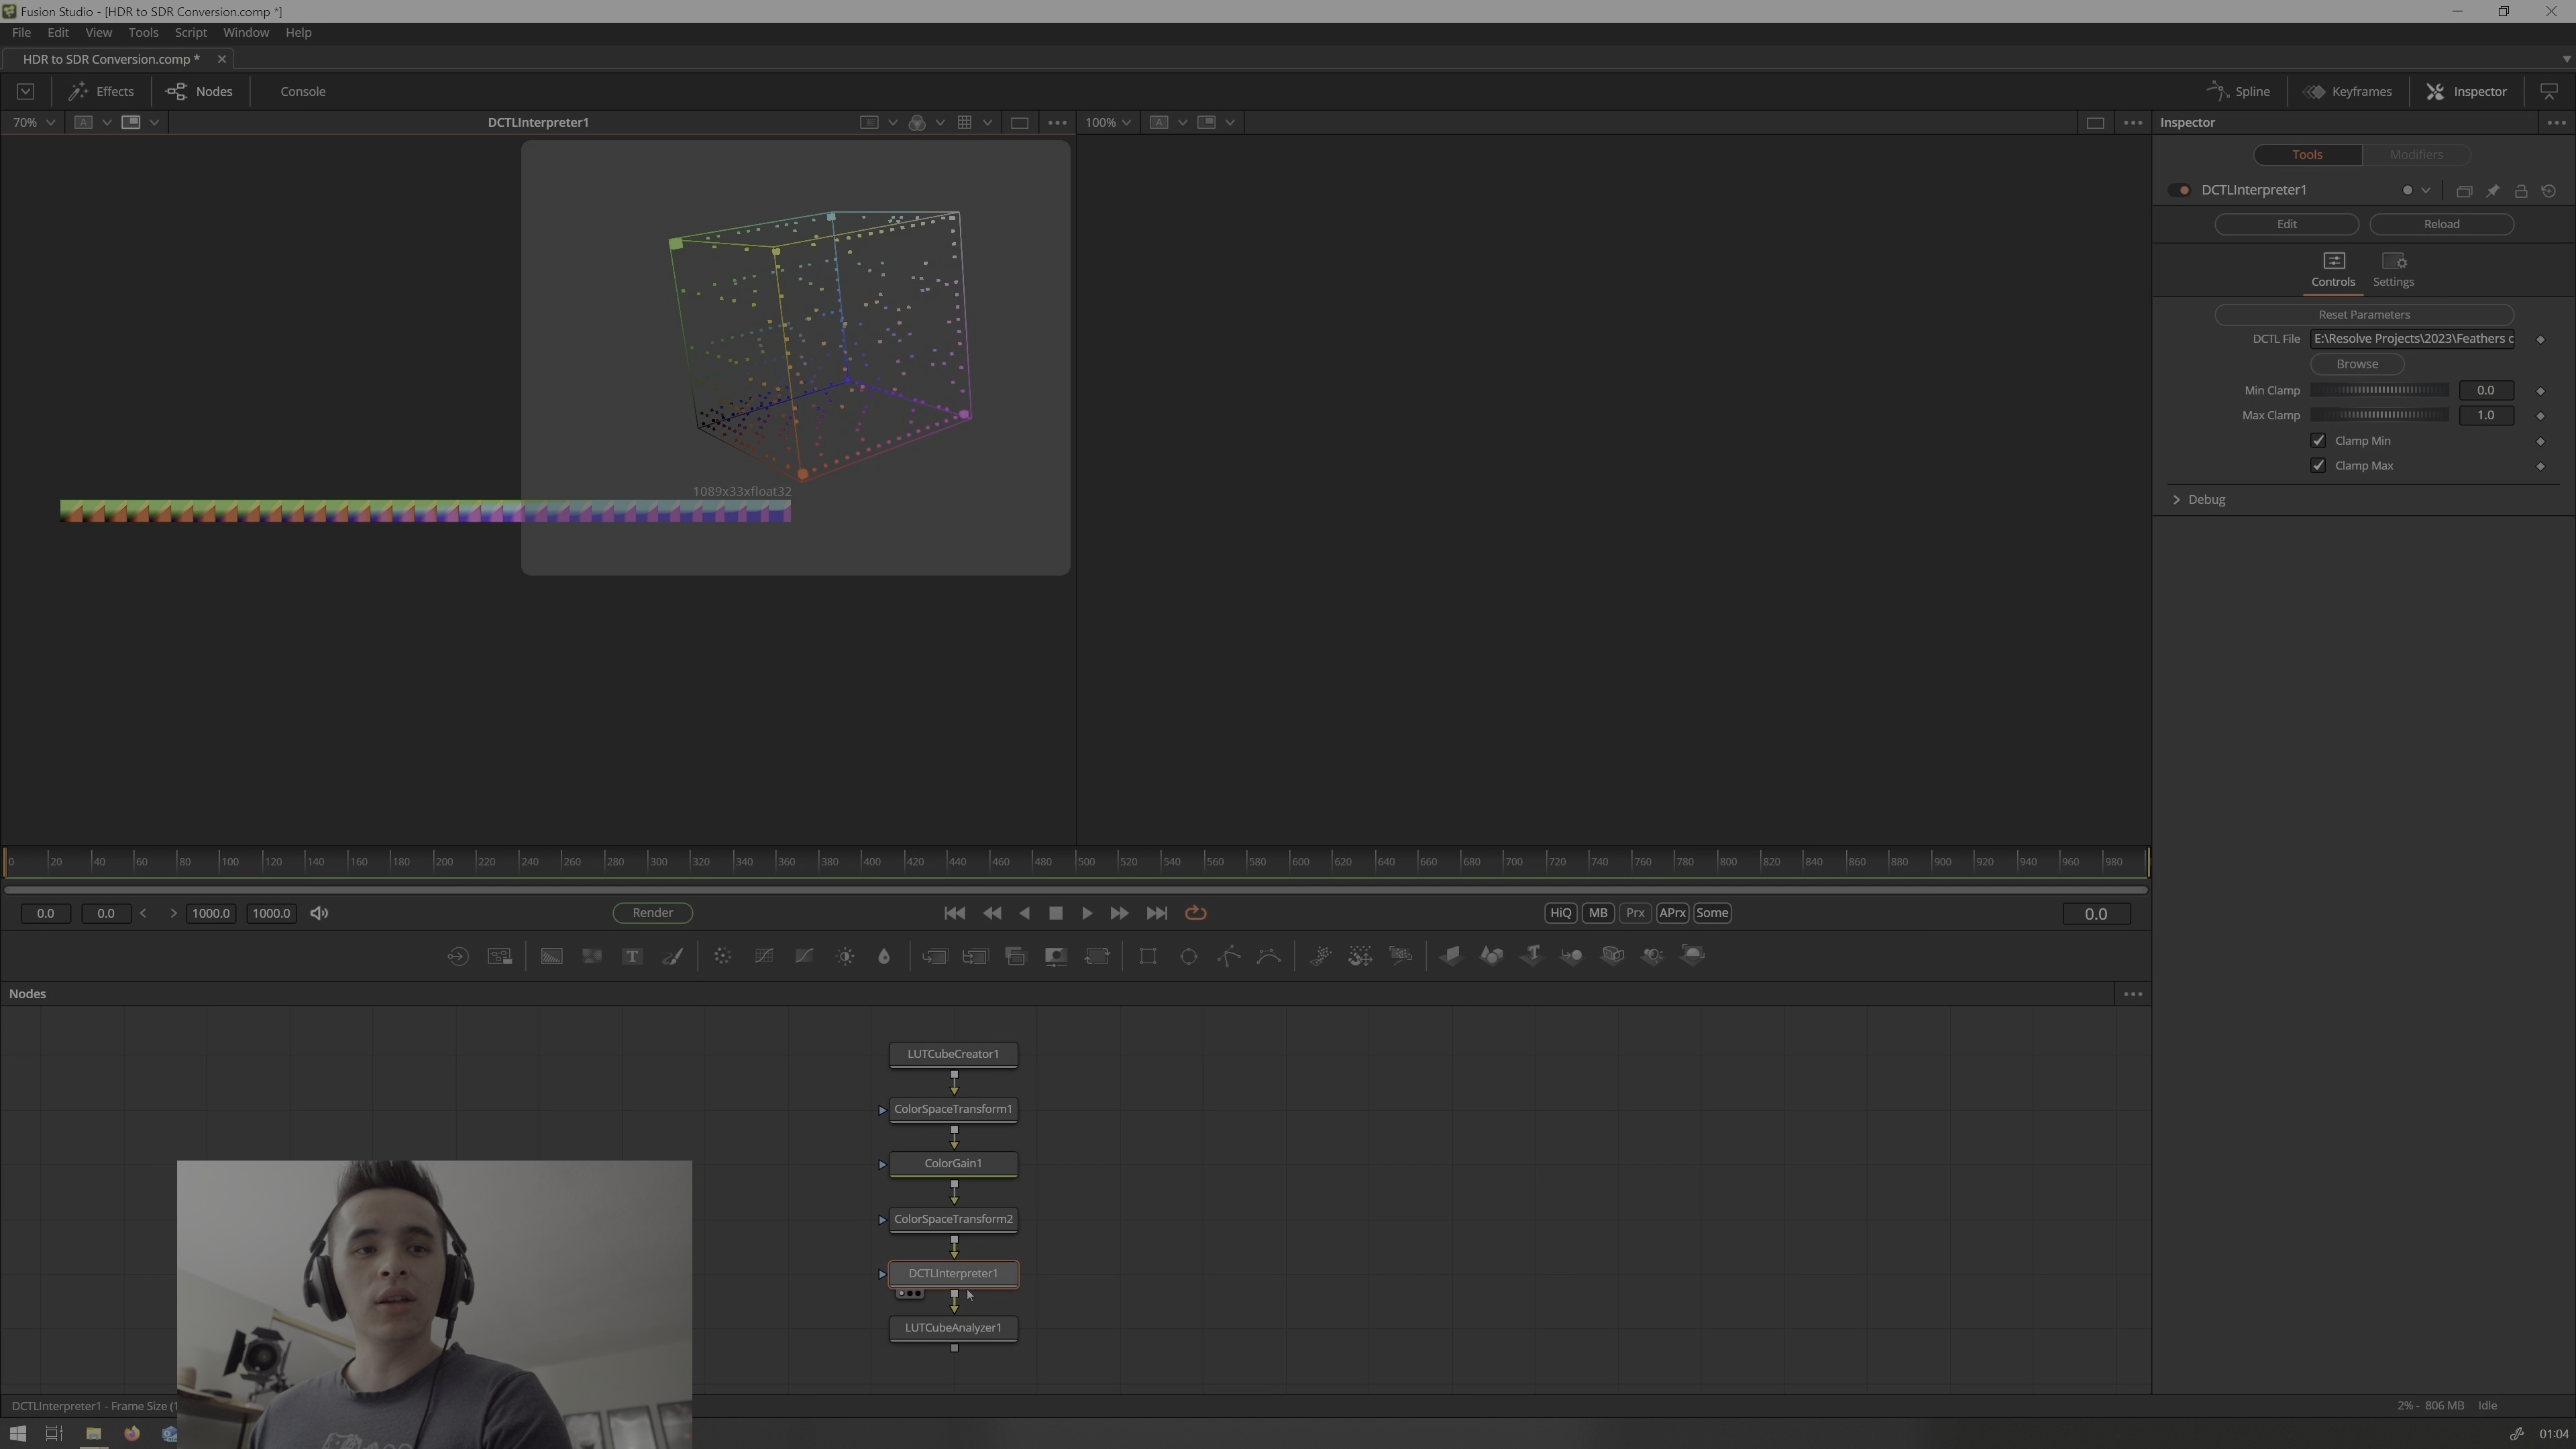 Fusion Studio - [HDR to SDR Conversion.comp *]
File Edit View Tools Script Window Help
HDR to SDR Conversion.comp *
Effects Nodes Console Spline Keyframes Inspector
70% A DCTLInterpreter1 100% A Inspector
Tools Modifiers
DCTLInterpreter1
Edit Reload
Controls Settings
Reset Parameters
DCTL File E:\Resolve Projects\2023\Feathers c
Browse
Min Clamp 0.0
Max Clamp 1.0
Clamp Min
Clamp Max
Debug
1089x33xfloat32
0 20 40 60 80 100 120 140 160 180 200 220 240 260 280 300 320 340 360 380 400 420 440 460 480 500 520 540 560 580 600 620 640 660 680 700 720 740 760 780 800 820 840 860 880 900 920 940 960 980
0.0 0.0 1000.0 1000.0 Render HiQ MB Prx APrx Some 0.0
T
Nodes
LUTCubeCreator1
ColorSpaceTransform1
ColorGain1
ColorSpaceTransform2
DCTLInterpreter1
LUTCubeAnalyzer1
DCTLInterpreter1 - Frame Size (1
2% - 806 MB Idle
01:04